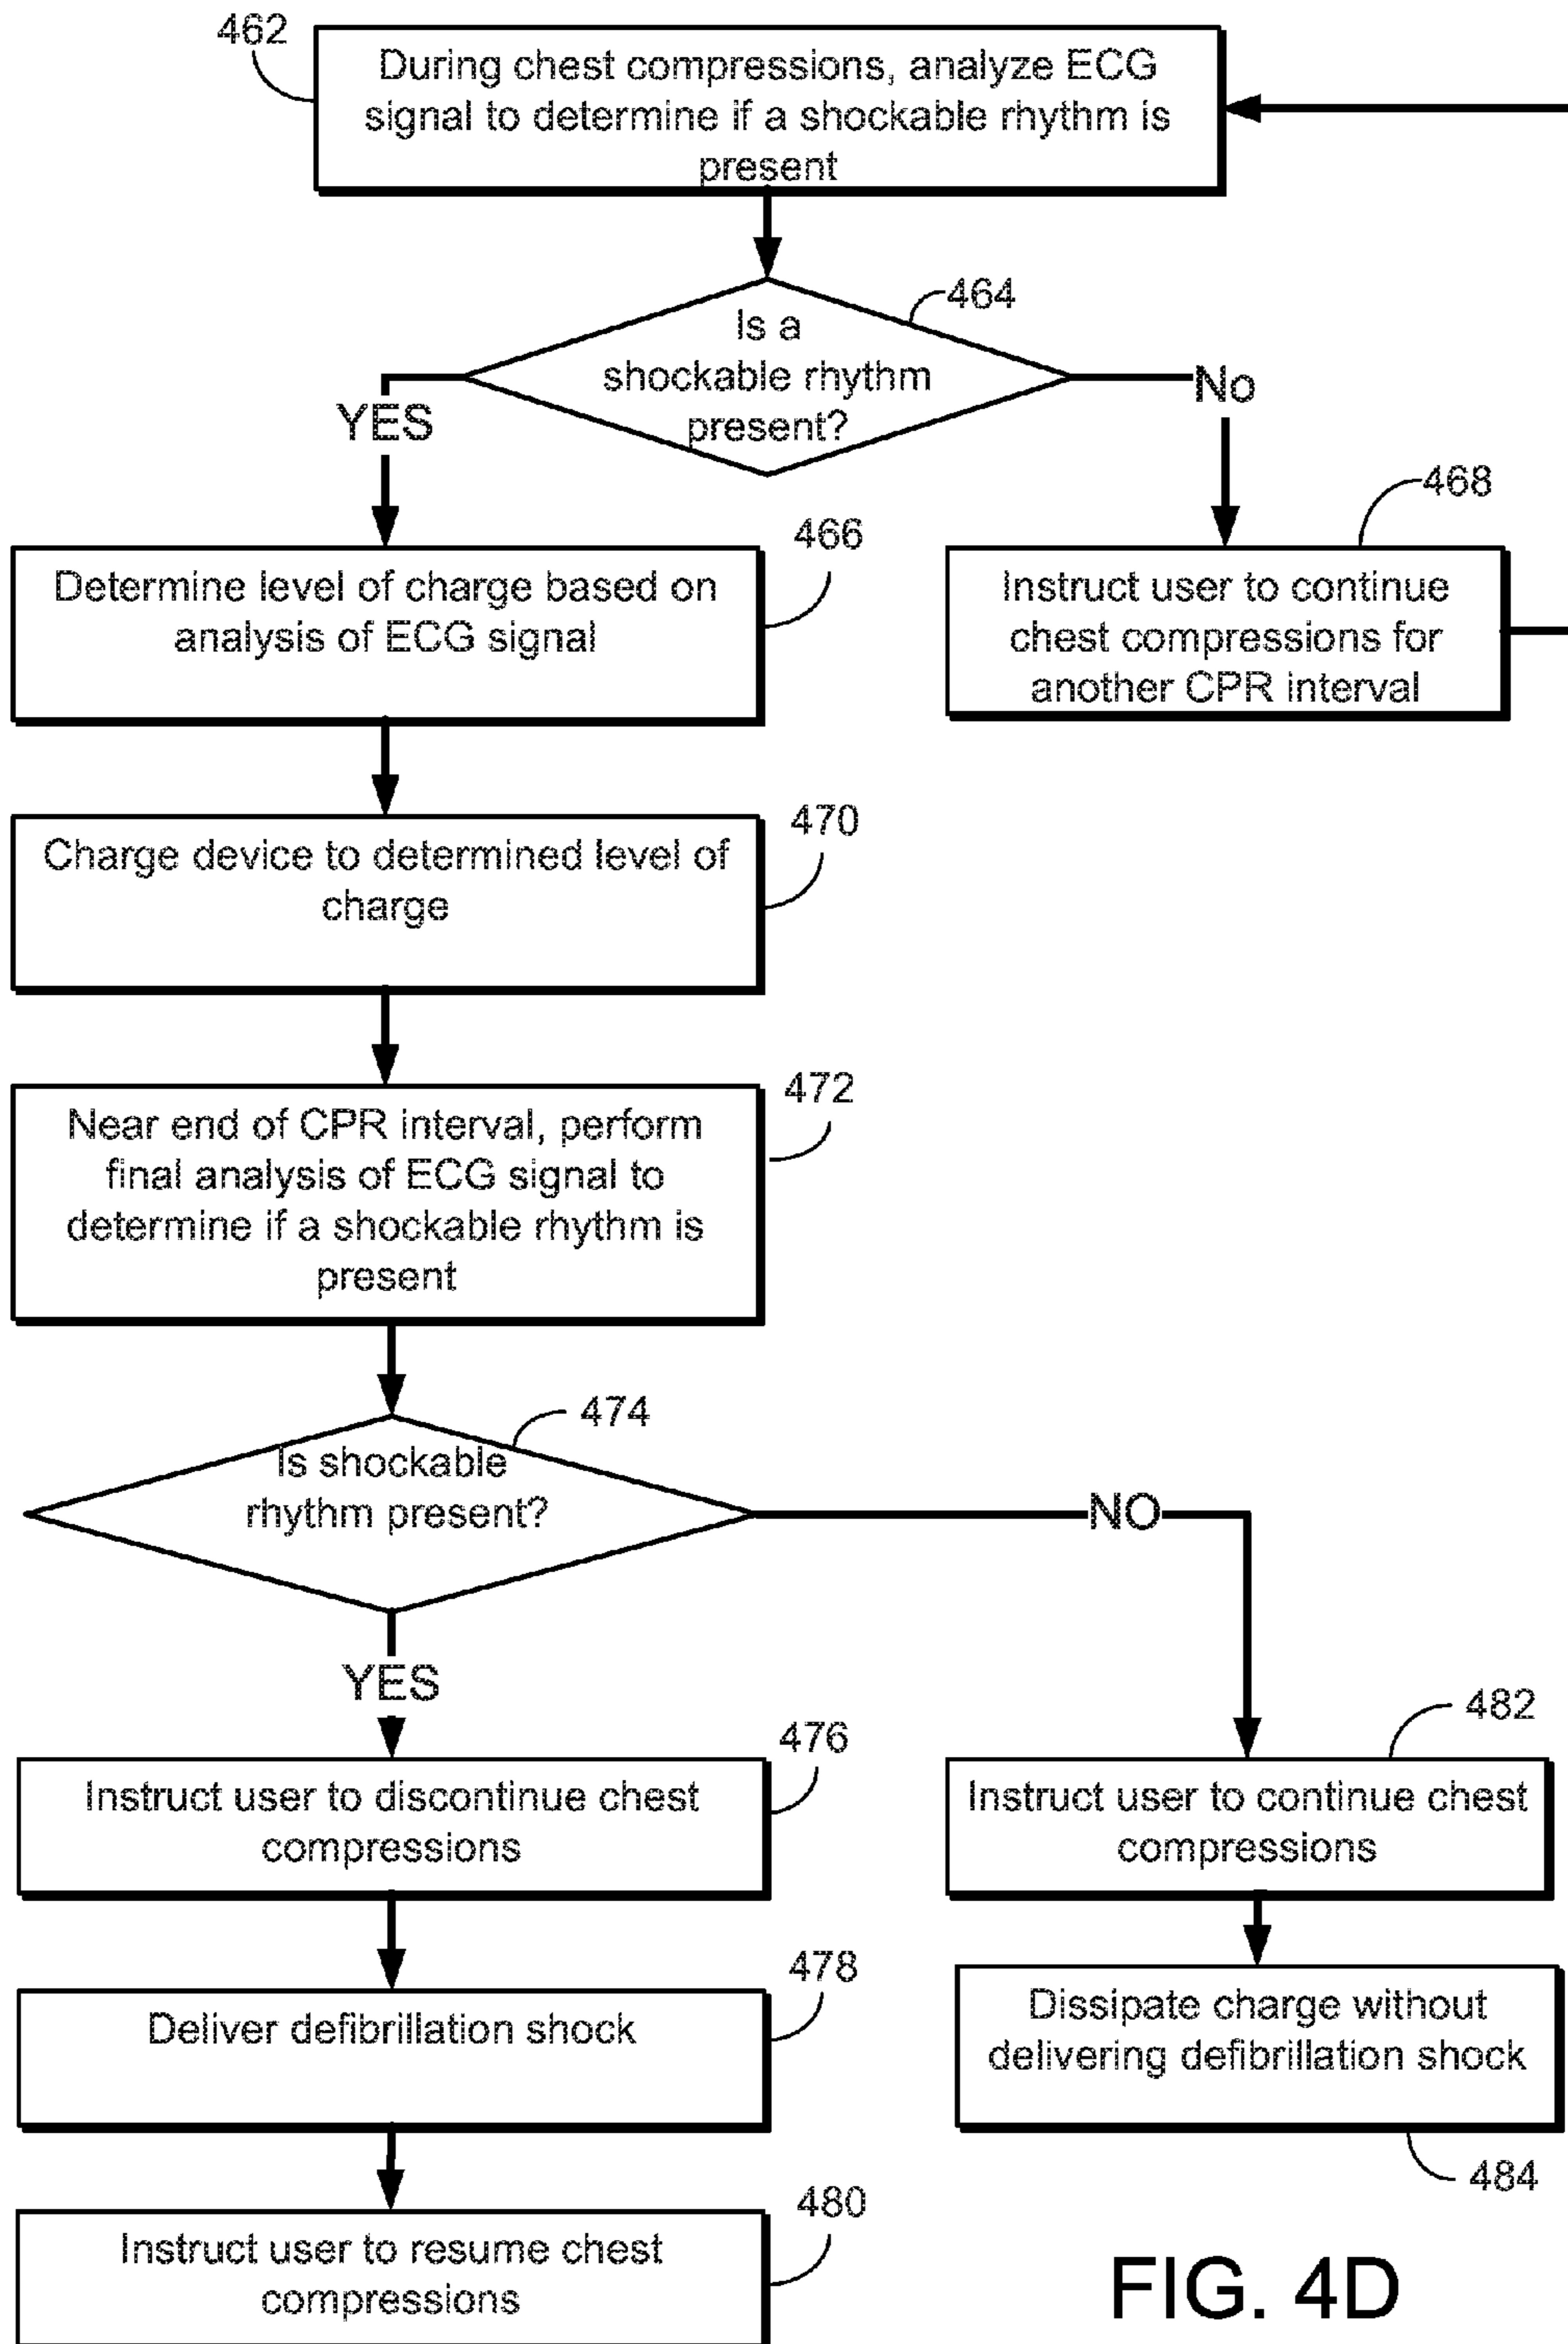 462
During chest compressions, analyze ECG
signal to determine if a shockable rhythm is
present
464
Is a
shockable rhythm
present?
YES
No
466
468
Determine level of charge based on
analysis of ECG signal
Instruct user to continue
chest compressions for
another CPR interval
470
Charge device to determined level of
charge
472
Near end of CPR interval, perform
final analysis of ECG signal to
determine if a shockable rhythm is
present
474
Is shockable
rhythm present?
NO
YES
476
482
Instruct user to discontinue chest
compressions
Instruct user to continue chest
compressions
478
Deliver defibrillation shock
Dissipate charge without
delivering defibrillation shock
484
480
Instruct user to resume chest
compressions
FIG. 4D